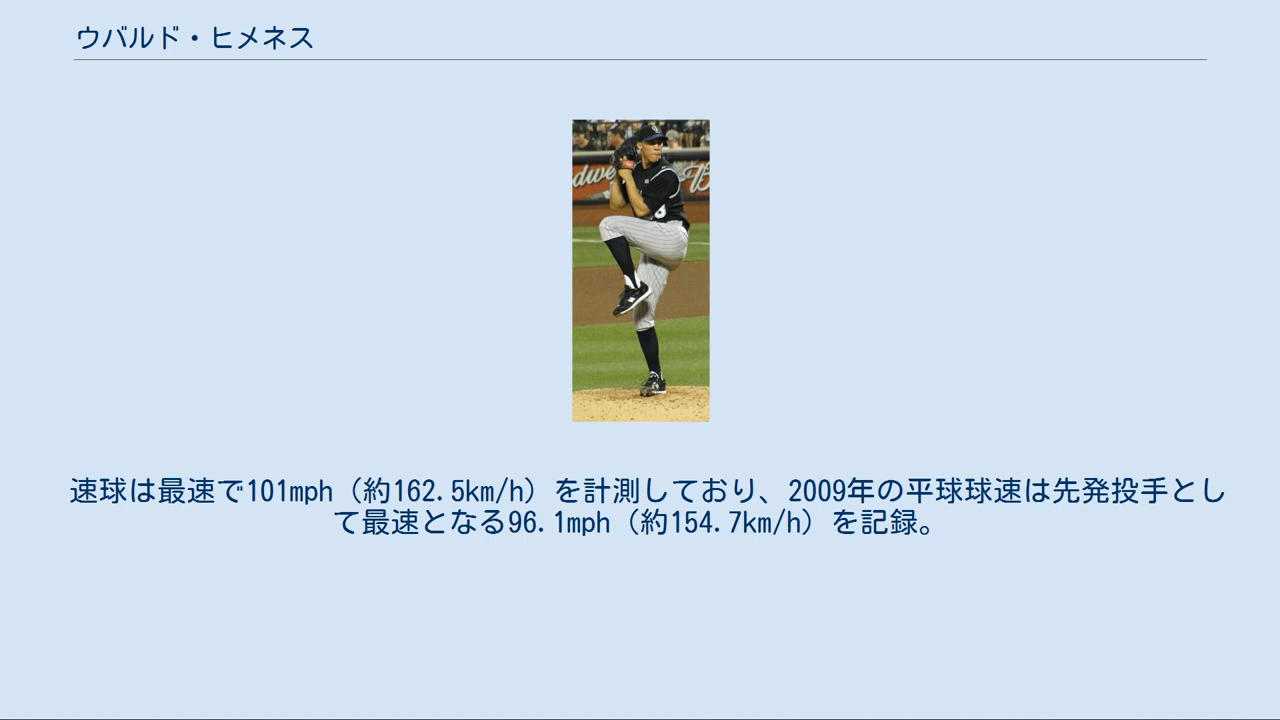 ウバルド・ヒメネス
dwe
速球は最速で101mph（約162.5km/h）を計測しており、2009年の平球球速は先発投手とし
て最速となる96.1mph（約154.7km/h）を記録。